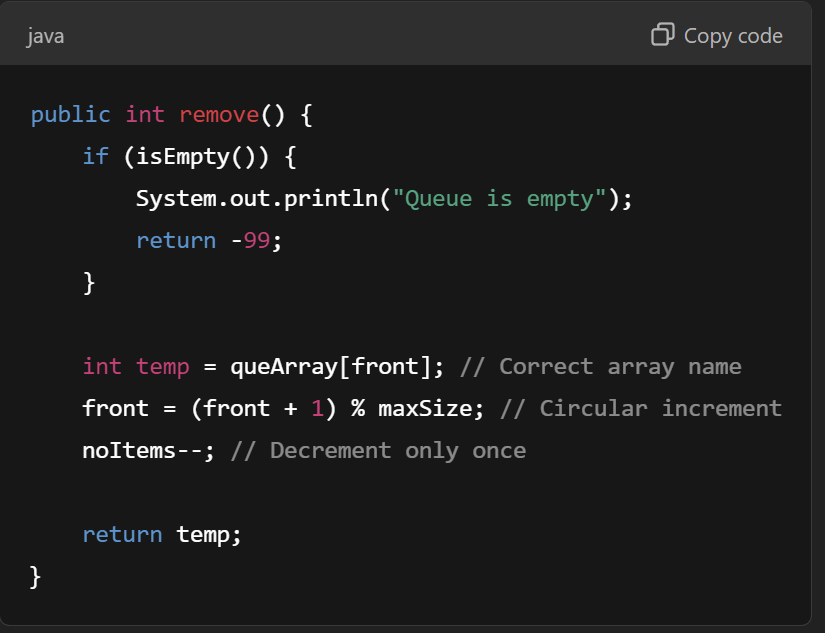 java
Copy code
public int remove() {
    if (isEmpty()) {
        System.out.println("Queue is empty");
        return -99;
    }
    int temp = queArray[front]; // Correct array name
    front = (front + 1) % maxSize; // Circular increment
    noItems--; // Decrement only once
    return temp;
}